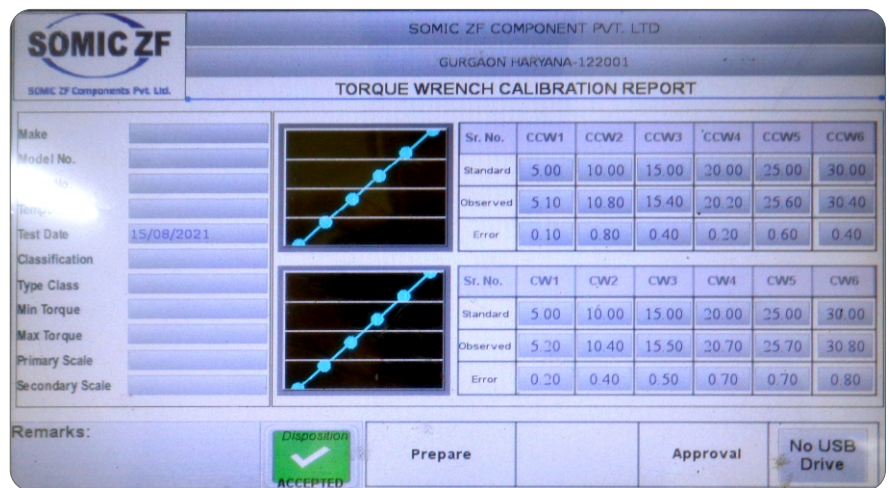 SOMIC ZF
SOMIC ZF Components Pvt. Ltd.
SOMIC ZF COMPONENT PVT. LTD
GURGAON HARYANA-122001
TORQUE WRENCH CALIBRATION REPORT
Make
Model No.
No
Test Date 15/08/2021
Classification
Type Class
Min Torque
Max Torque
Primary Scale
Secondary Scale
Sr. No. CCW1 CCW2 CCW3 CCW4 CCW5 CCW6
Standard 5.00 10.00 15.00 20.00 25.00 30.00
Observed 5.10 10.80 15.40 20.20 25.60 30.40
Error 0.10 0.80 0.40 0.20 0.60 0.40
Sr. No. CW1 CW2 CW3 CW4 CW5 CW6
Standard 5.00 10.00 15.00 20.00 25.00 30.00
Observed 5.20 10.40 15.50 20.70 25.70 30.80
Error 0.20 0.40 0.50 0.70 0.70 0.80
Remarks:
Disposition
ACCEPTED
Prepare
Approval
No USB
Drive